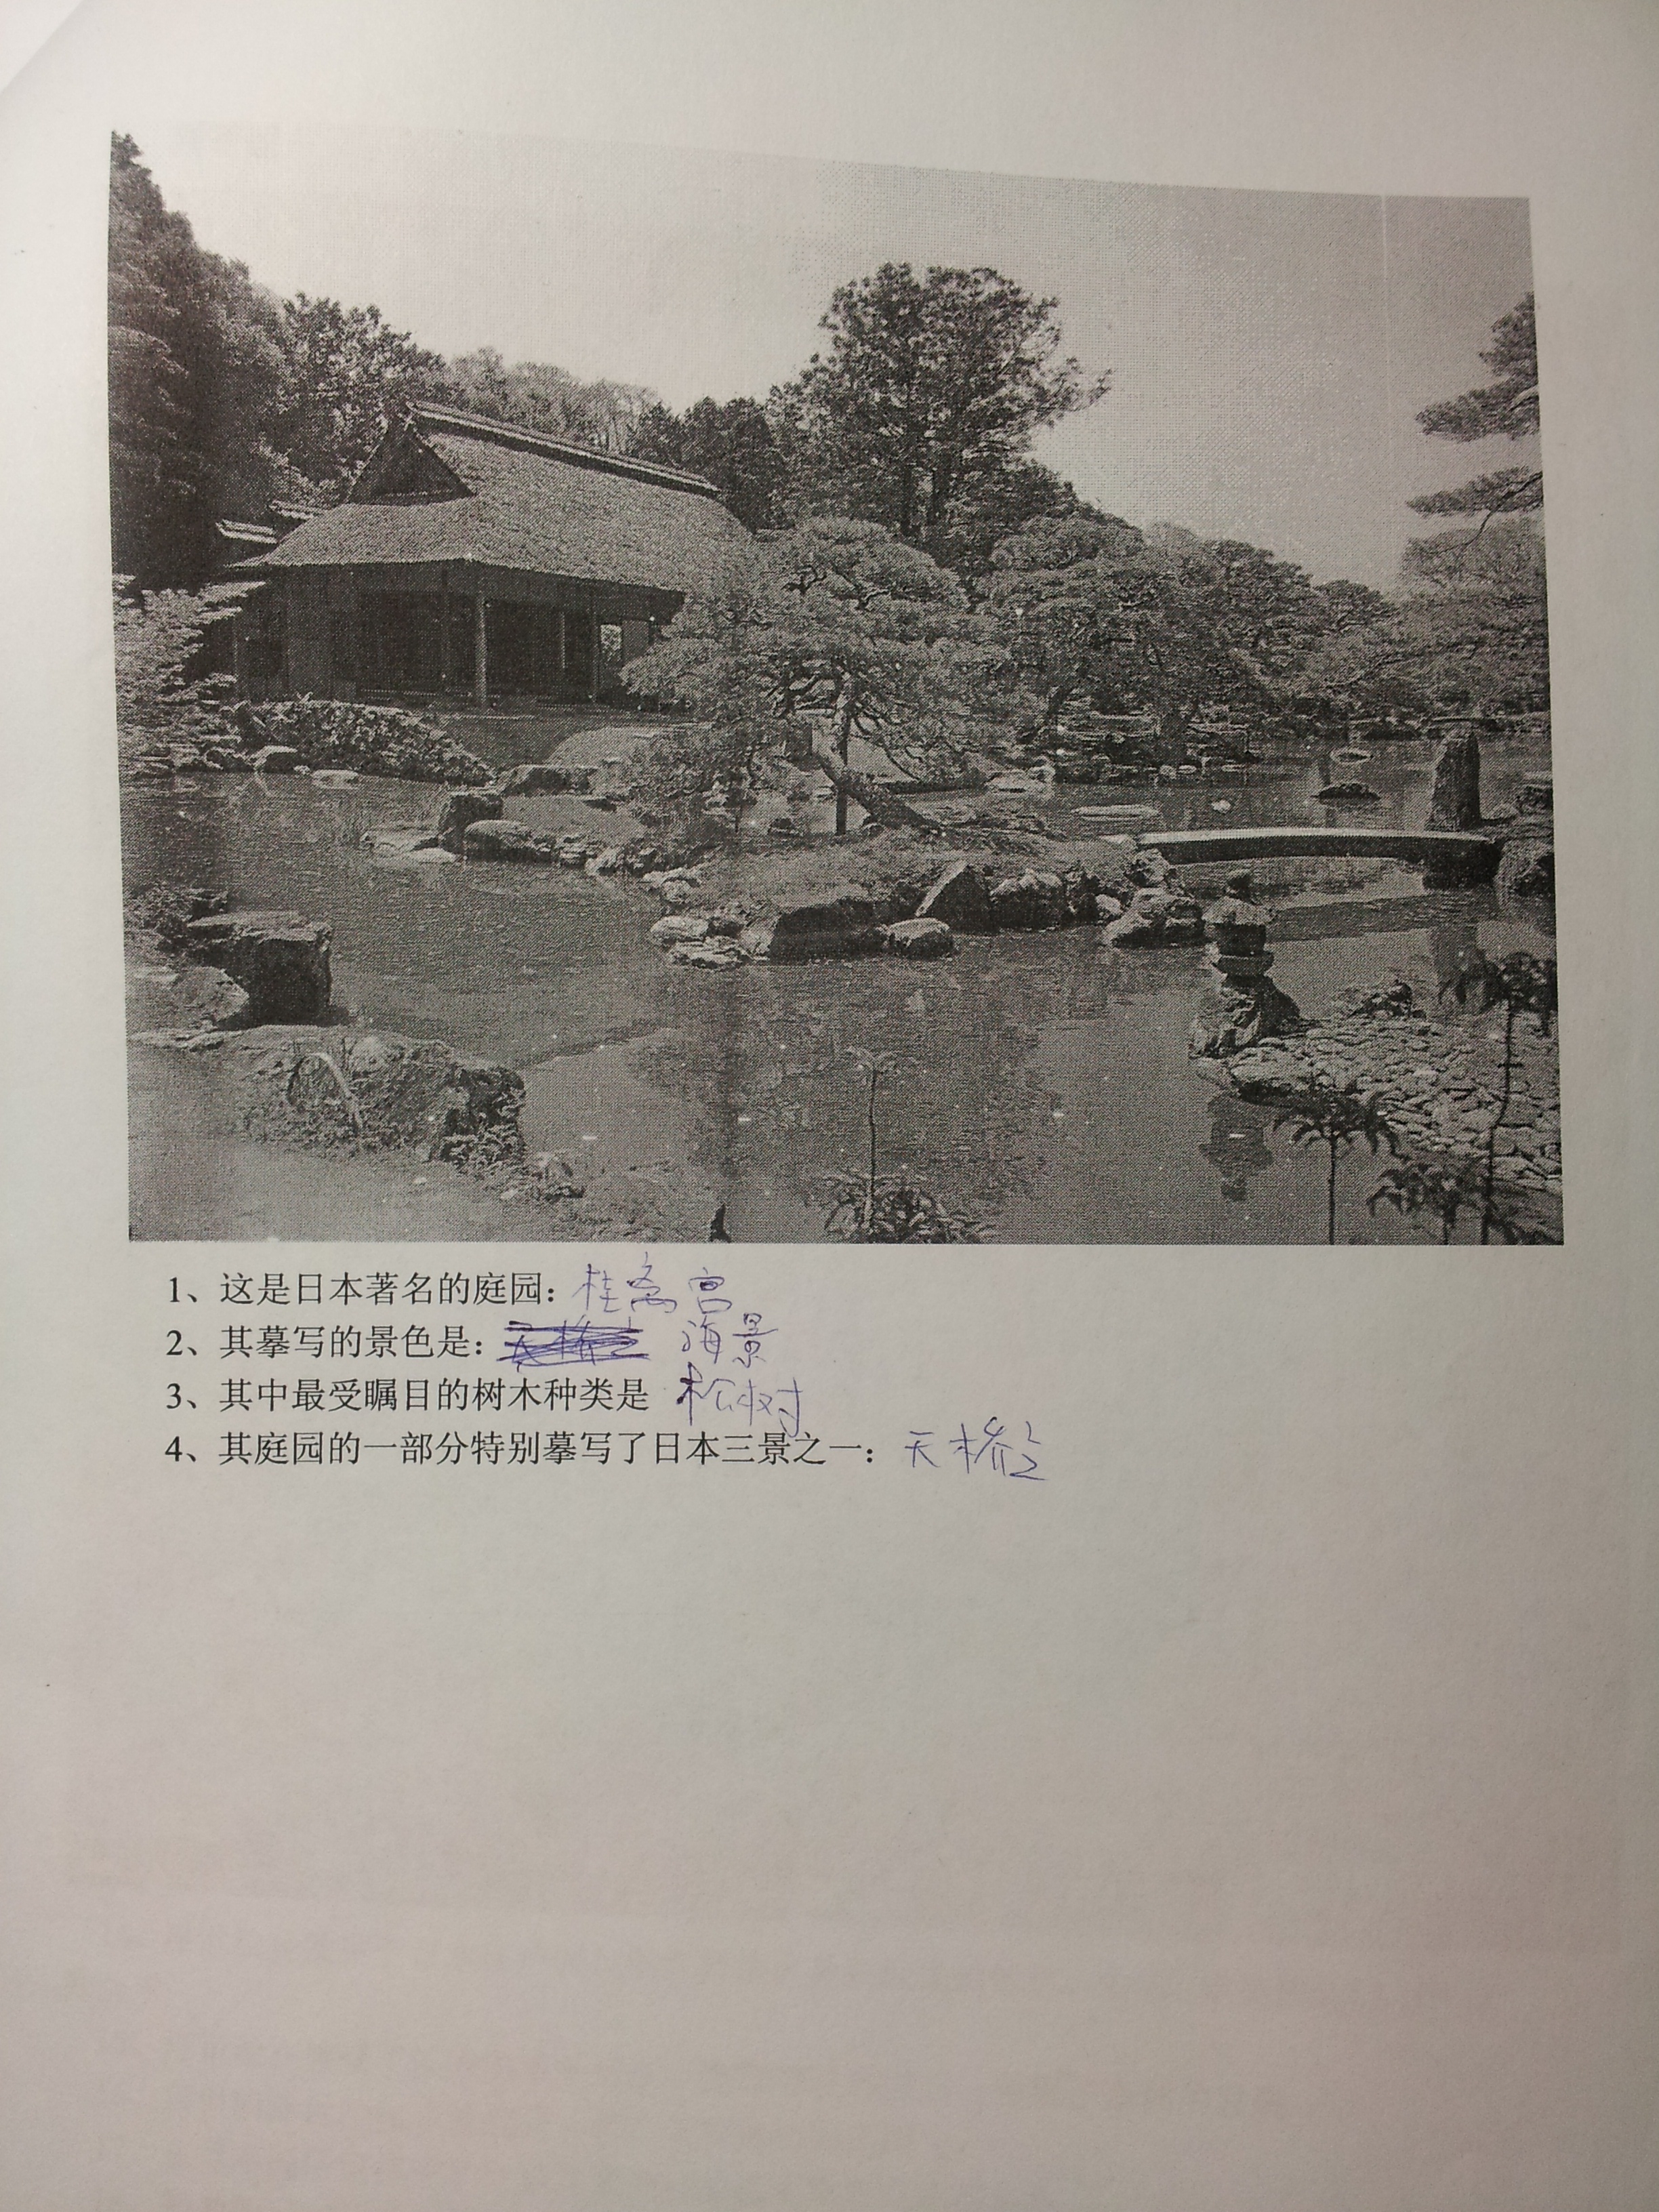 1、这是日本著名的庭园：桂离宫
2、其摹写的景色是： 海景
3、其中最受瞩目的树木种类是 松树
4、其庭园的一部分特别摹写了日本三景之一：天桥立